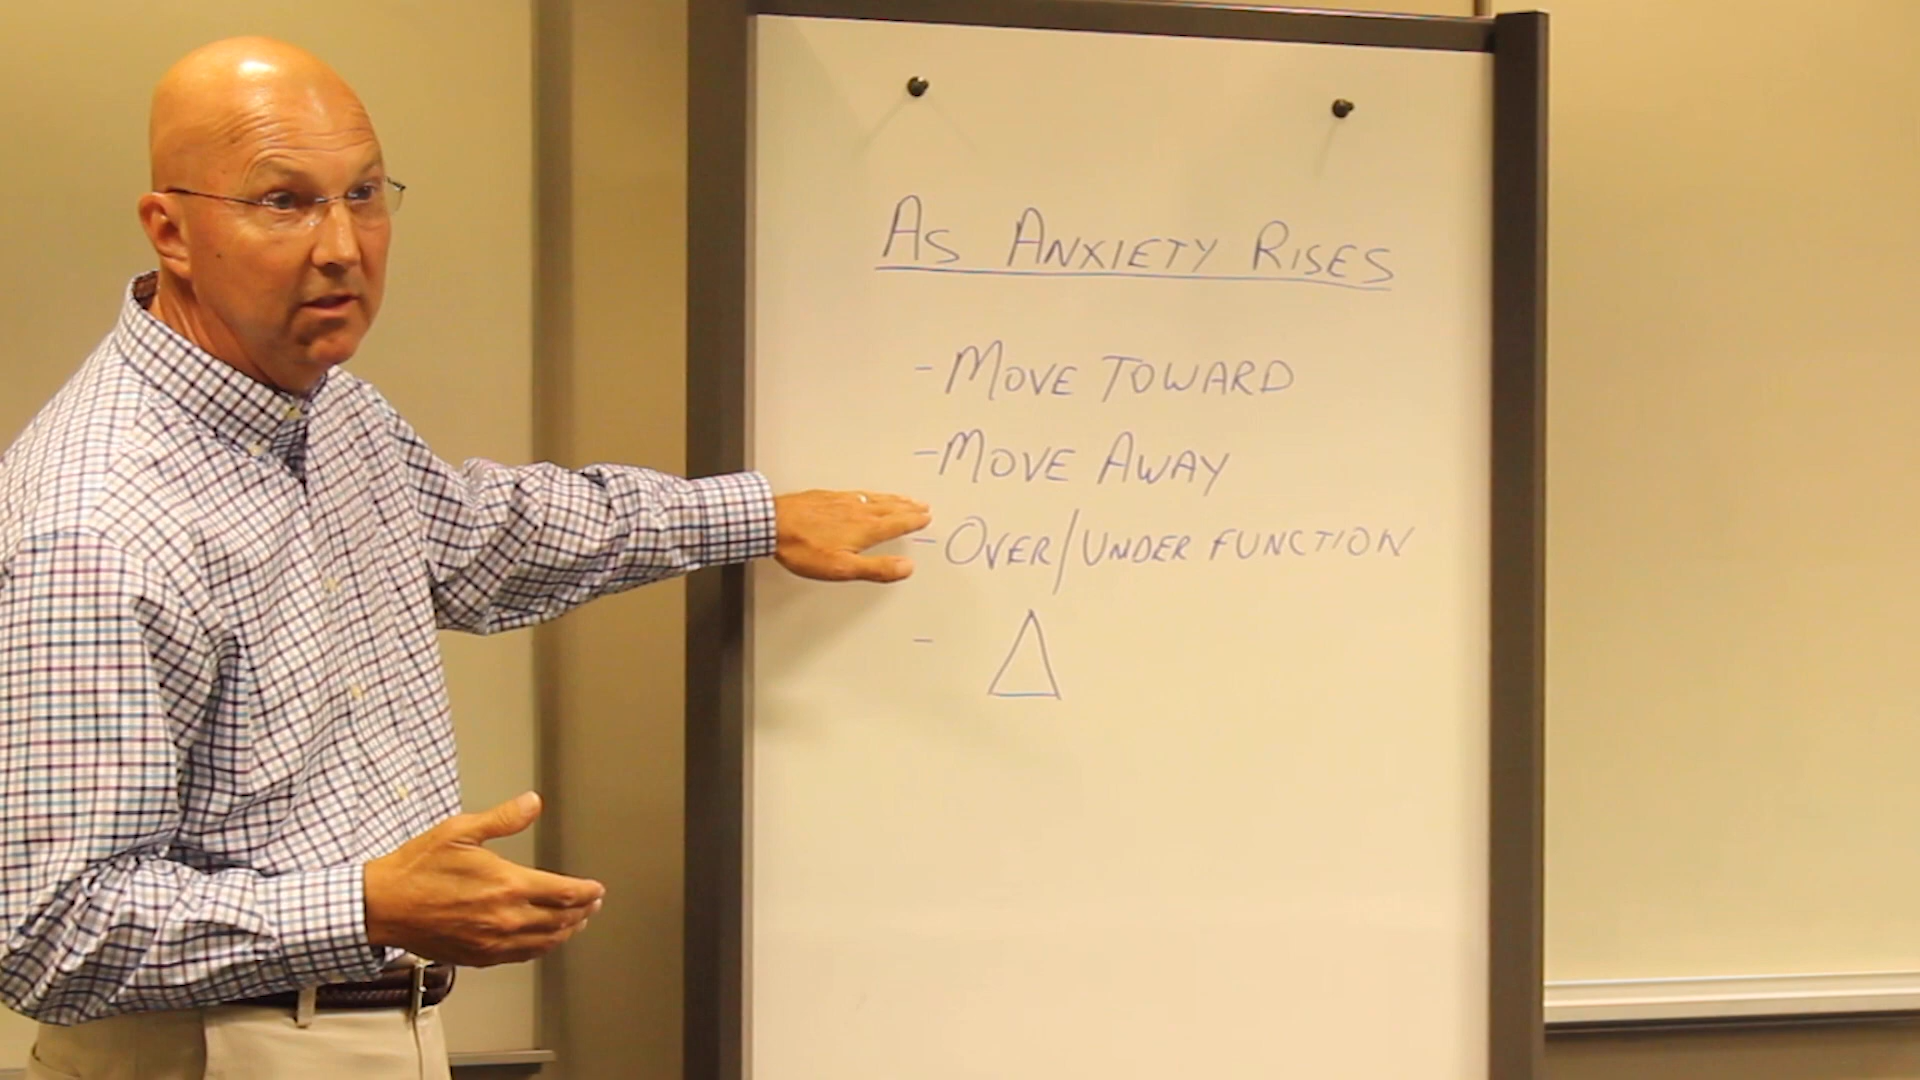 As Anxiety Rises
- Move Toward
- Move Away
- Over/Under function
-